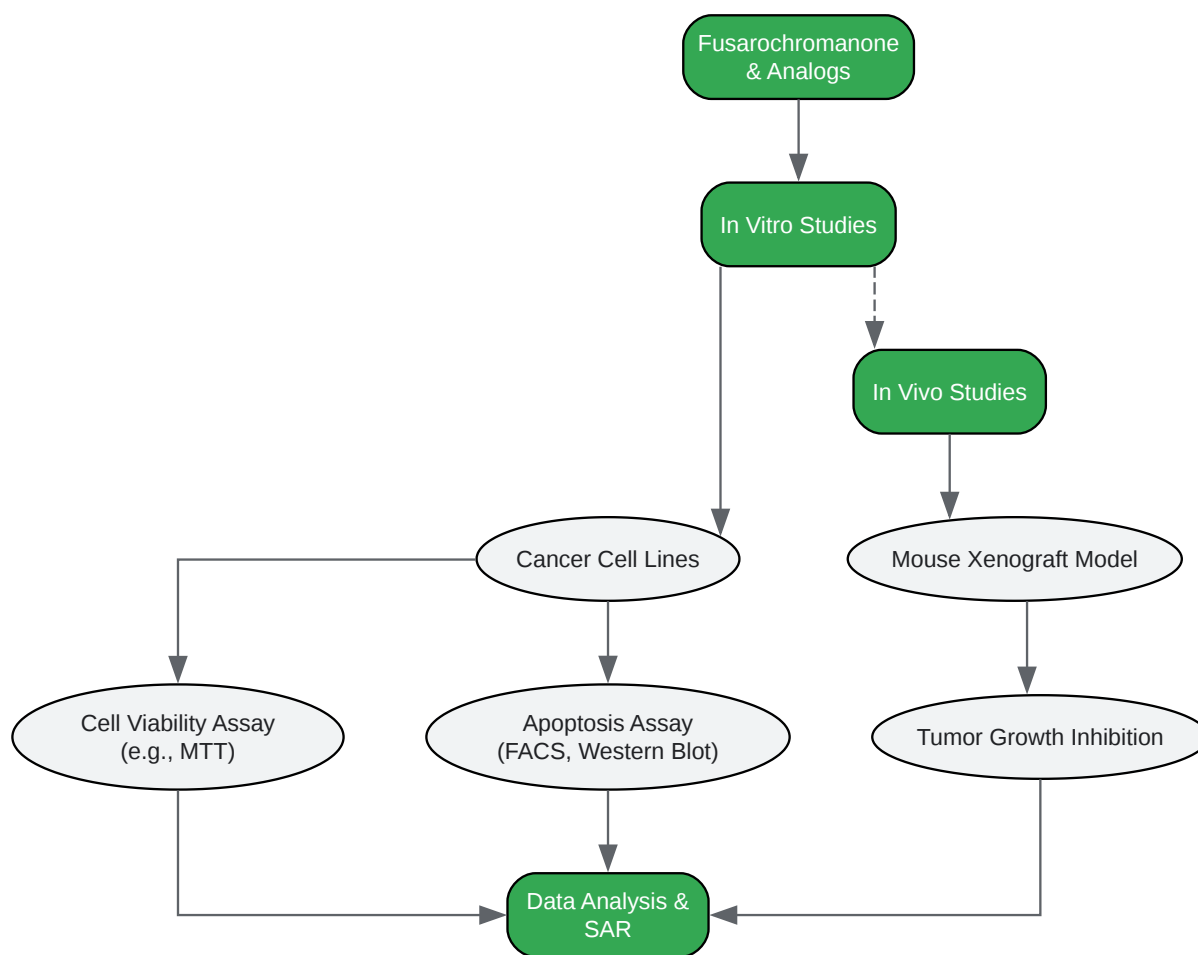 Fusarochromanone
& Analogs
In Vitro Studies
In Vivo Studies
Cancer Cell Lines
Mouse Xenograft Model
Cell Viability Assay
(e.g., MTT)
Apoptosis Assay
(FACS, Western Blot)
Tumor Growth Inhibition
Data Analysis &
SAR